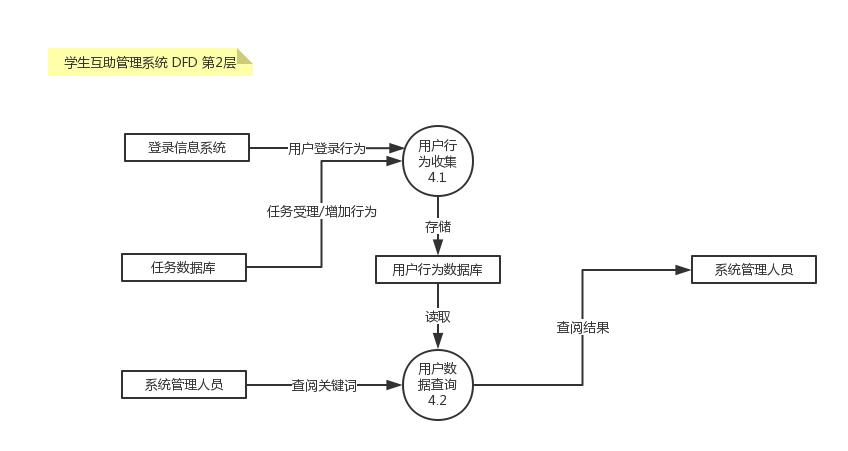 学生互助管理系统 DFD 第2层
登录信息系统
用户登录行为
用户行
为收集
4.1
任务受理/增加行为
存储
任务数据库
用户行为数据库
系统管理人员
读取
查阅结果
系统管理人员
查阅关键词
用户数
据查询
4.2